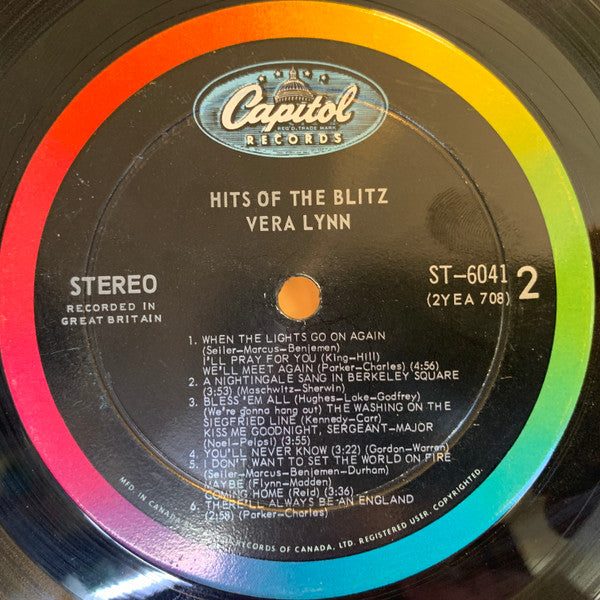 Capitol
REG'D. TRADE MARK
RECORDS
HITS OF THE BLITZ
VERA LYNN
STEREO
RECORDED IN
GREAT BRITAIN
ST-6041 2
(2YEA 708)
1. WHEN THE LIGHTS GO ON AGAIN
(Seiler-Marcus-Benjemen)
I'LL PRAY FOR YOU (King-Hill)
WE'LL MEET AGAIN (Parker-Charles) (4:56)
2. A NIGHTINGALE SANG IN BERKELEY SQUARE
(3:53) (Maschwitz-Sherwin)
3. BLESS 'EM ALL (Hughes-Lake-Godfrey)
(We're gonna hang out) THE WASHING ON THE
SIEGFRIED LINE (Kennedy-Carr)
KISS ME GOODNIGHT, SERGEANT-MAJOR
(Noel-Pelosi) (3:55)
4. YOU'LL NEVER KNOW (3:22) (Gordon-Warren)
5. I DON'T WANT TO SET THE WORLD ON FIRE
(Seiler-Marcus-Benjemen-Durham)
MAYBE (Flynn-Madden)
COMING HOME (Reid) (3:36)
6. THERE'LL ALWAYS BE AN ENGLAND
(2:58) (Parker-Charles)
MFD. IN CANADA RECORDS OF CANADA, LTD. REGISTERED USER. COPYRIGHTED.